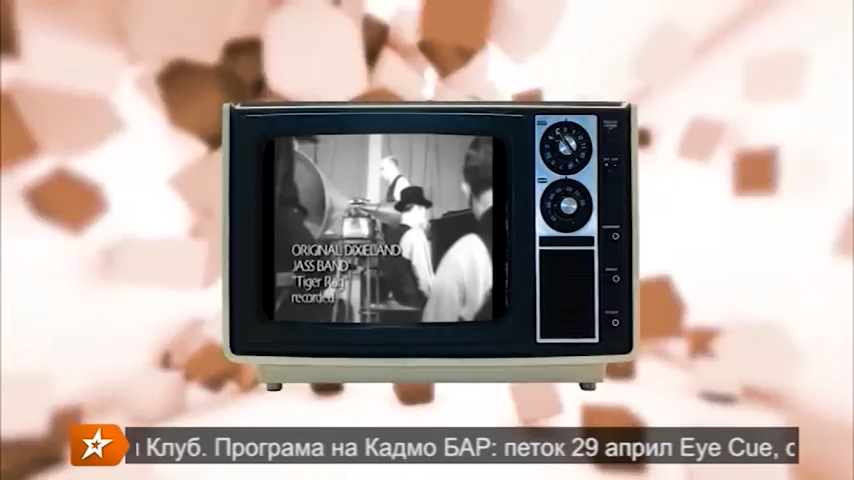 ORIGINAL DIXIELAND
JASS BAND
"Tiger Rag"
recorded
Клуб. Програма на Кадмо БАР: петок 29 април Eye Cue,